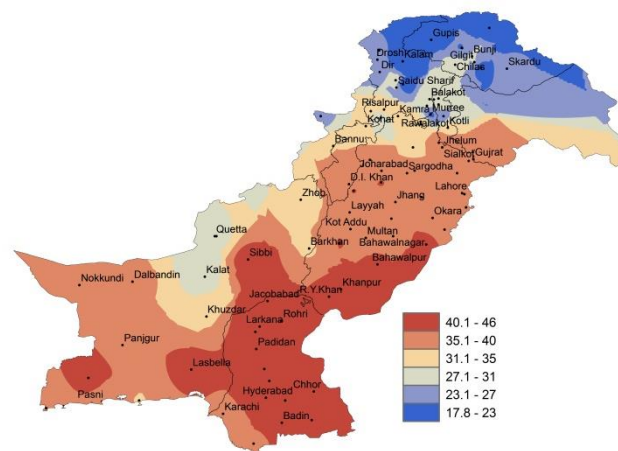 Gupis
Drosh
Kalam
Gilgit
Bunji
Dir
Chilas
Skardu
Saidu Sharif
Balakot
Risalpur
Kamra
Murree
Kohat
Rawalakot
Kotli
Bannu
Jhelum
Sialkot
Gujrat
Joharabad
Sargodha
D.I. Khan
Zhob
Lahore
Layyah
Jhang
Okara
Kot Addu
Quetta
Multan
Barkhan
Bahawalnagar
Sibbi
Bahawalpur
Nokkundi
Dalbandin
Kalat
Khanpur
R.Y.Khan
Jacobabad
Khuzdar
Larkana
Rohri
Panjgur
Padidan
Lasbella
Pasni
Hyderabad
Chhor
Karachi
Badin
40.1 - 46
35.1 - 40
31.1 - 35
27.1 - 31
23.1 - 27
17.8 - 23